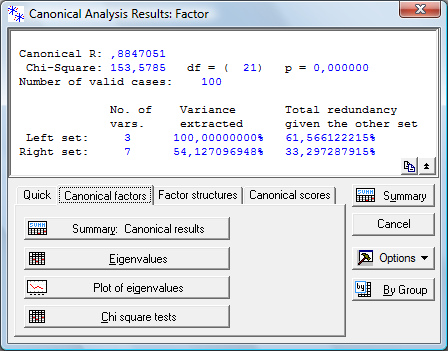 Canonical Analysis Results: Factor
Canonical R: ,8847051
Chi-Square: 153,5785 df = ( 21) p = 0,000000
Number of valid cases: 100
No. of Variance Total redundancy
vars. extracted given the other set
Left set: 3 100,00000000% 61,566122215%
Right set: 7 54,127096948% 33,297287915%
Quick Canonical factors Factor structures Canonical scores
Summary: Canonical results
Eigenvalues
Plot of eigenvalues
Chi square tests
Summary
Cancel
Options
By Group